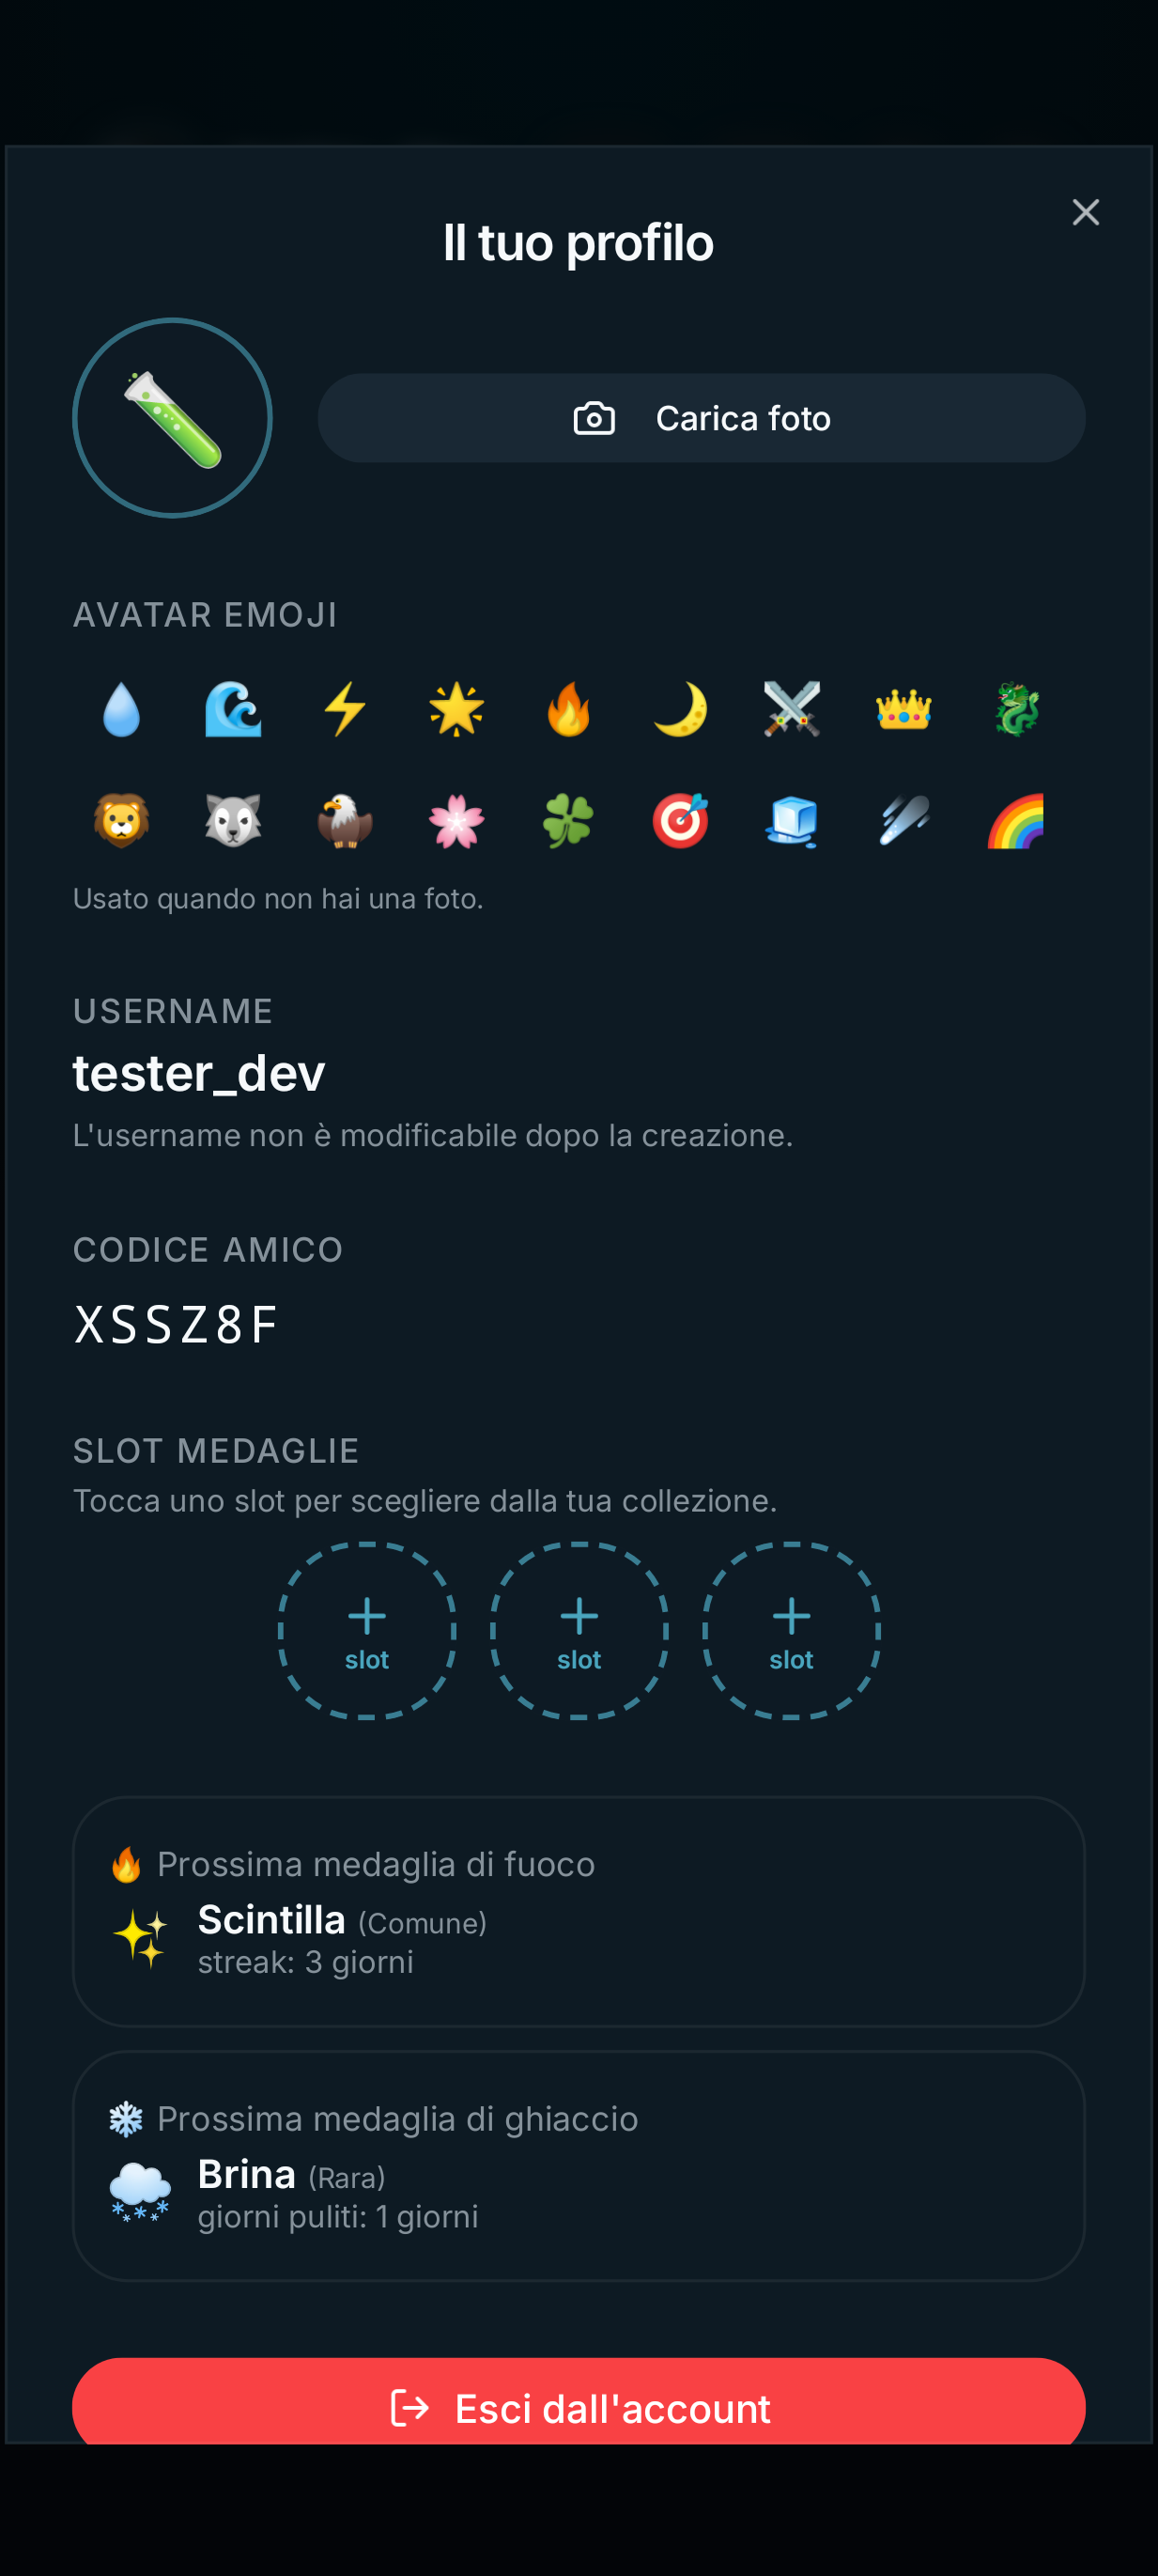 Il tuo profilo
Carica foto
AVATAR EMOJI
Usato quando non hai una foto.
USERNAME
tester_dev
L'username non è modificabile dopo la creazione.
CODICE AMICO
XSSZ8F
SLOT MEDAGLIE
Tocca uno slot per scegliere dalla tua collezione.
slot slot slot
Prossima medaglia di fuoco
Scintilla (Comune)
streak: 3 giorni
Prossima medaglia di ghiaccio
Brina (Rara)
giorni puliti: 1 giorni
Esci dall'account